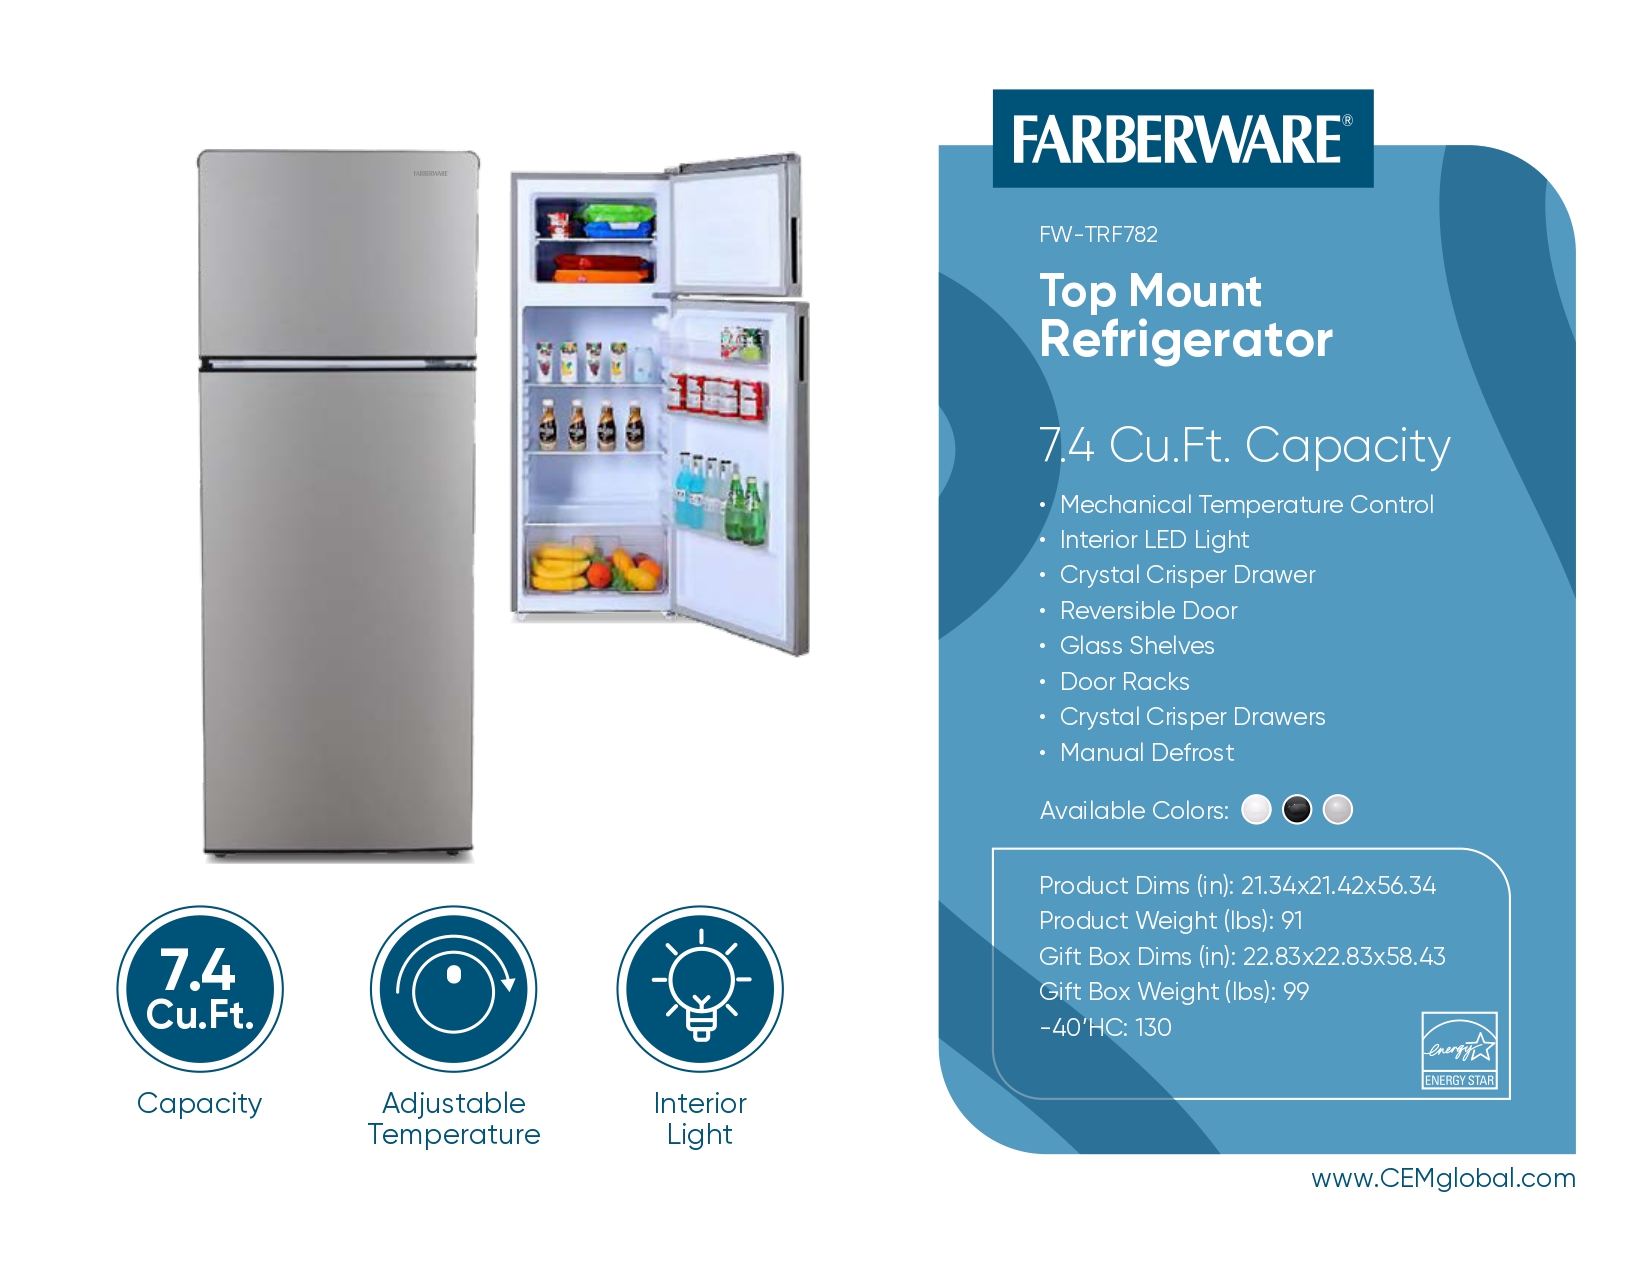 FARBERWARE
FARBERWARE®
FW-TRF782
Top Mount
Refrigerator
7.4 Cu.Ft. Capacity
• Mechanical Temperature Control
• Interior LED Light
• Crystal Crisper Drawer
• Reversible Door
• Glass Shelves
• Door Racks
• Crystal Crisper Drawers
• Manual Defrost
Available Colors:
Product Dims (in): 21.34x21.42x56.34
Product Weight (lbs): 91
Gift Box Dims (in): 22.83x22.83x58.43
Gift Box Weight (lbs): 99
-40'HC: 130
energy
ENERGY STAR
7.4
Cu.Ft.
Capacity
Adjustable
Temperature
Interior
Light
www.CEMglobal.com